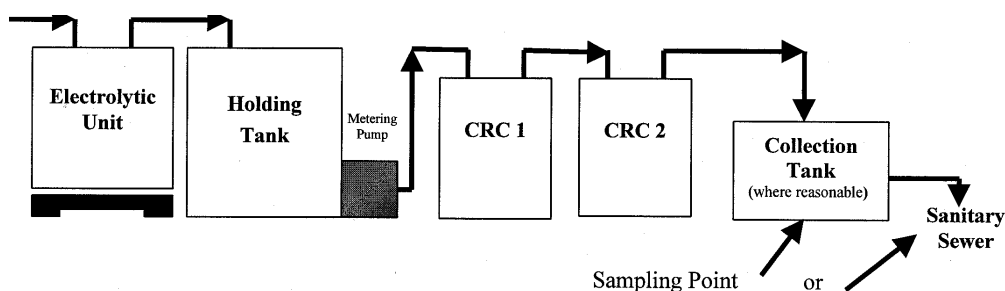 Electrolytic
Unit
Holding
Tank
Metering
Pump
CRC 1
CRC 2
Collection
Tank
(where reasonable)
Sanitary
Sewer
Sampling Point or